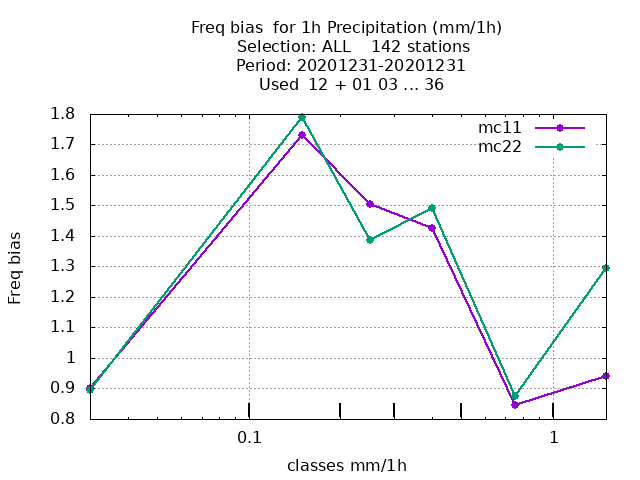 Freq bias  for 1h Precipitation (mm/1h)
Selection: ALL    142 stations
Period: 20201231-20201231
Used  12 + 01 03 ... 36
mc11
mc22
1.8
1.7
1.6
1.5
1.4
1.3
1.2
1.1
1
0.9
0.8
Freq bias
0.1
1
classes mm/1h